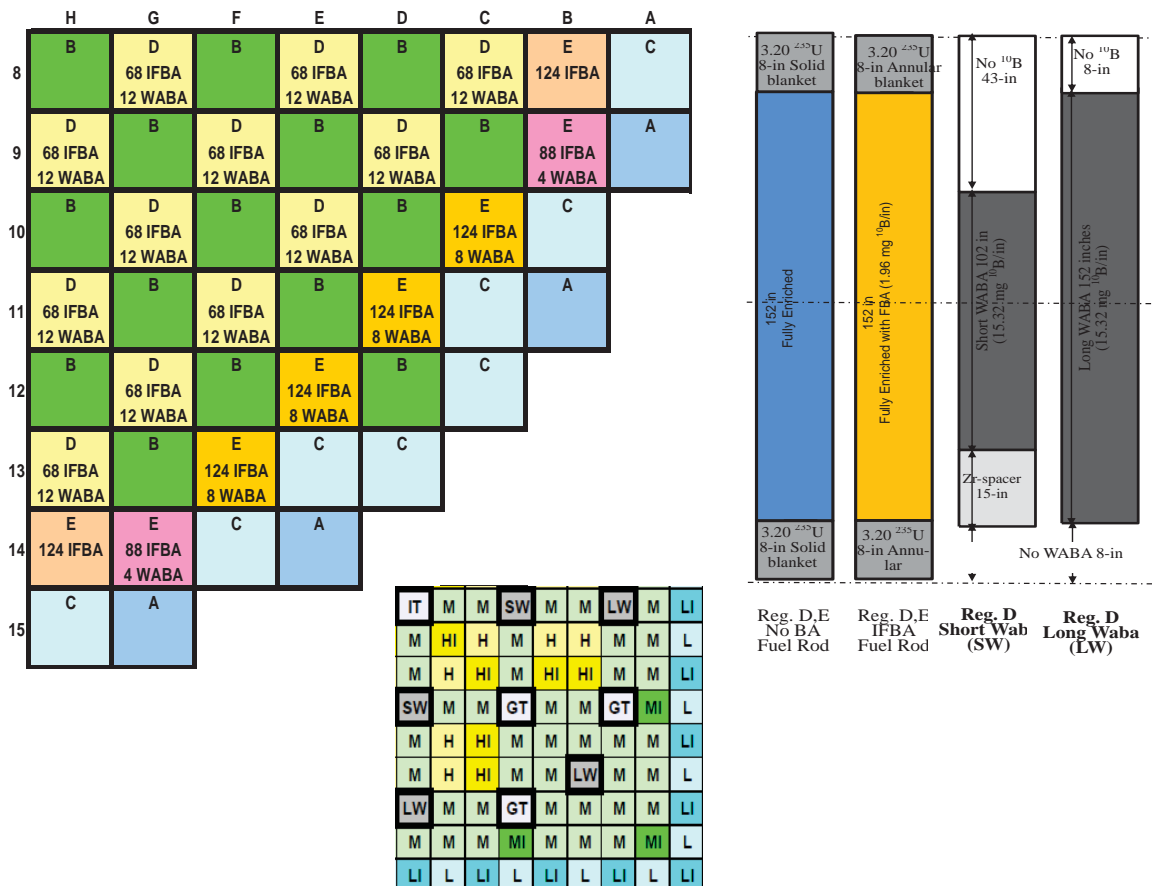 H G F E D C B A
8
B D B D B D E C
68 IFBA 68 IFBA 68 IFBA 124 IFBA
12 WABA 12 WABA 12 WABA
9
D B D B D B E A
68 IFBA 68 IFBA 68 IFBA 88 IFBA
12 WABA 12 WABA 12 WABA 4 WABA
10
B D B D B E C
68 IFBA 68 IFBA 124 IFBA
12 WABA 12 WABA 8 WABA
11
D B D B E C A
68 IFBA 68 IFBA 124 IFBA
12 WABA 12 WABA 8 WABA
12
B D B E B C
68 IFBA 124 IFBA
12 WABA 8 WABA
13
D B E C C
68 IFBA 124 IFBA
12 WABA 8 WABA
14
E E C A
124 IFBA 88 IFBA
4 WABA
15
C A
IT M M SW M M LW M LI
M HI H M H H M M L
M H HI M HI HI M M LI
SW M M GT M M GT MI L
M H HI M M M M M LI
M H HI M M LW M M L
LW M M GT M M M M LI
M M M MI M M M MI L
LI L LI L LI L LI L LI
3.20 ²³⁵U
8-in Solid
blanket
152 in
Fully Enriched
3.20 ²³⁵U
8-in Solid
blanket
Reg. D,E
No BA
Fuel Rod
3.20 ²³⁵U
8-in Annular
blanket
152 in
Fully Enriched with FBA (1.96 mg ¹⁰B/in)
3.20 ²³⁵U
8-in Annu-
lar
Reg. D,E
IFBA
Fuel Rod
No ¹⁰B
43-in
Short WABA 102 in
(15.32 mg ¹⁰B/in)
Zr-spacer
15-in
Reg. D
Short Wab
(SW)
No ¹⁰B
8-in
Long WABA 152 inches
(15.32 mg ¹⁰B/in)
No WABA 8-in
Reg. D
Long Waba
(LW)